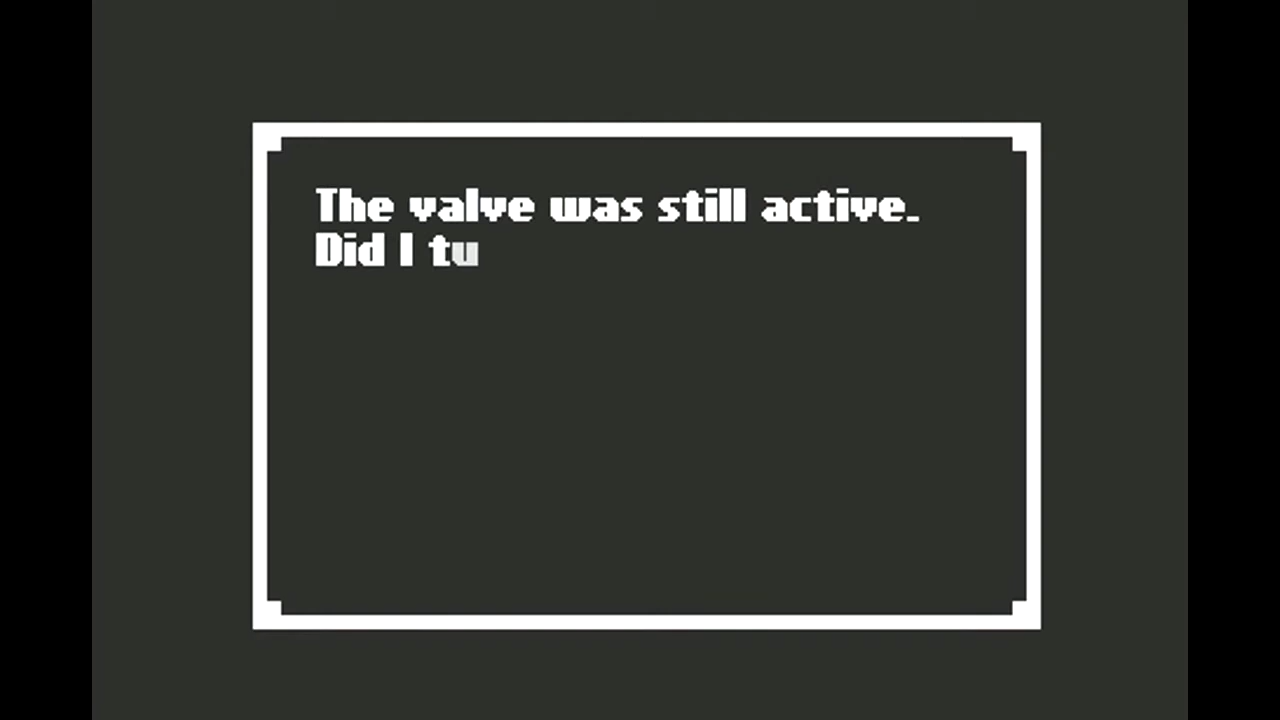 The valve was still active.
Did I tu